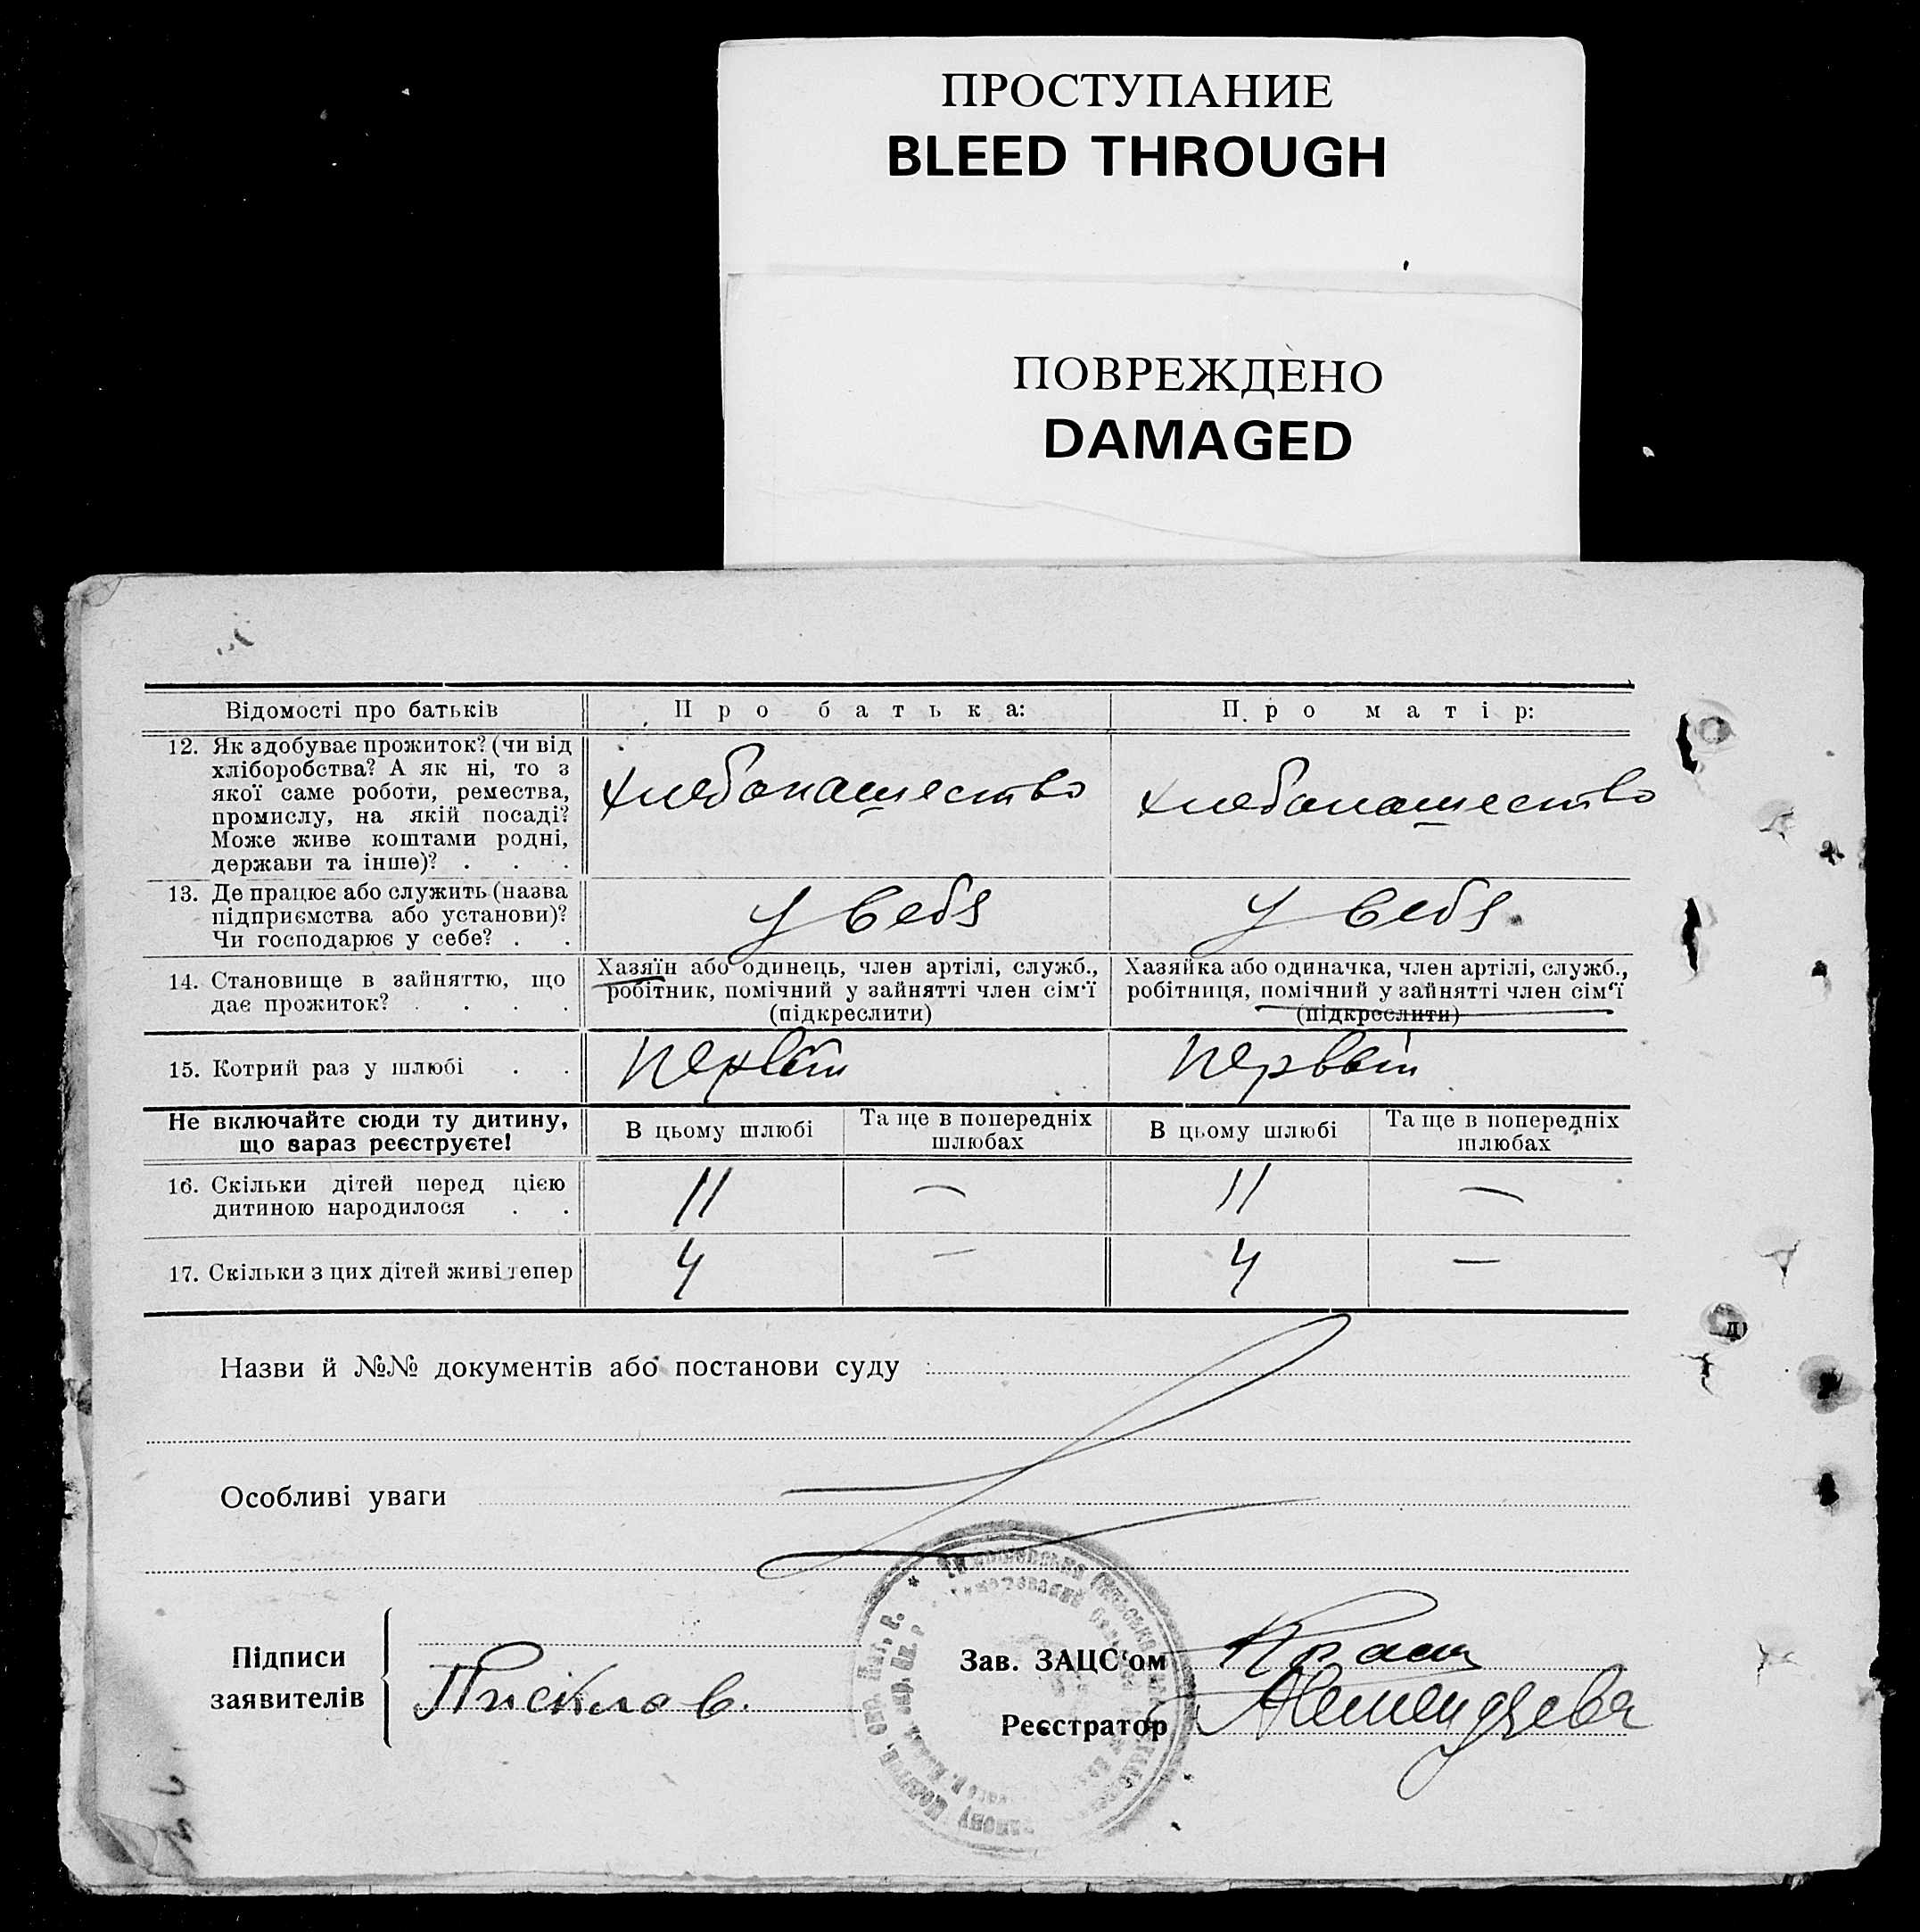 ПРОСТУПАНИЕ
BLEED THROUGH
ПОВРЕЖДЕНО
DAMAGED
Відомості про батьків
Про батька:
Про матір:
12. Як здобуває прожиток? (чи від
хліборобства? А як ні, то з
якої саме роботи, ремества,
промислу, на якій посаді?
Може живе коштами родні,
держави та інше)? . . .
хлебопашество
хлебопашество
13. Де працює або служить (назва
підприємства або установи)?
Чи господарює у себе? . .
у себя
у себя
14. Становище в зайняттю, що
дає прожиток? . . . .
Хазяїн або одинець, член артілі, служб.,
робітник, помічний у зайнятті член сім'ї
(підкреслити)
Хазяйка або одиначка, член артілі, служб.,
робітниця, помічний у зайнятті член сім'ї
(підкреслити)
15. Котрий раз у шлюбі . .
первый
первый
Не включайте сюди ту дитину,
що зараз реєструєте!
В цьому шлюбі
Та ще в попередніх
шлюбах
В цьому шлюбі
Та ще в попередніх
шлюбах
16. Скільки дітей перед цією
дитиною народилося . .
11
—
11
—
17. Скільки з цих дітей живі тепер
4
—
4
—
Назви й №№ документів або постанови суду
Особливі уваги
Підписи
заявителів
Писклов.
Зав. ЗАЦС'ом
Реєстратор